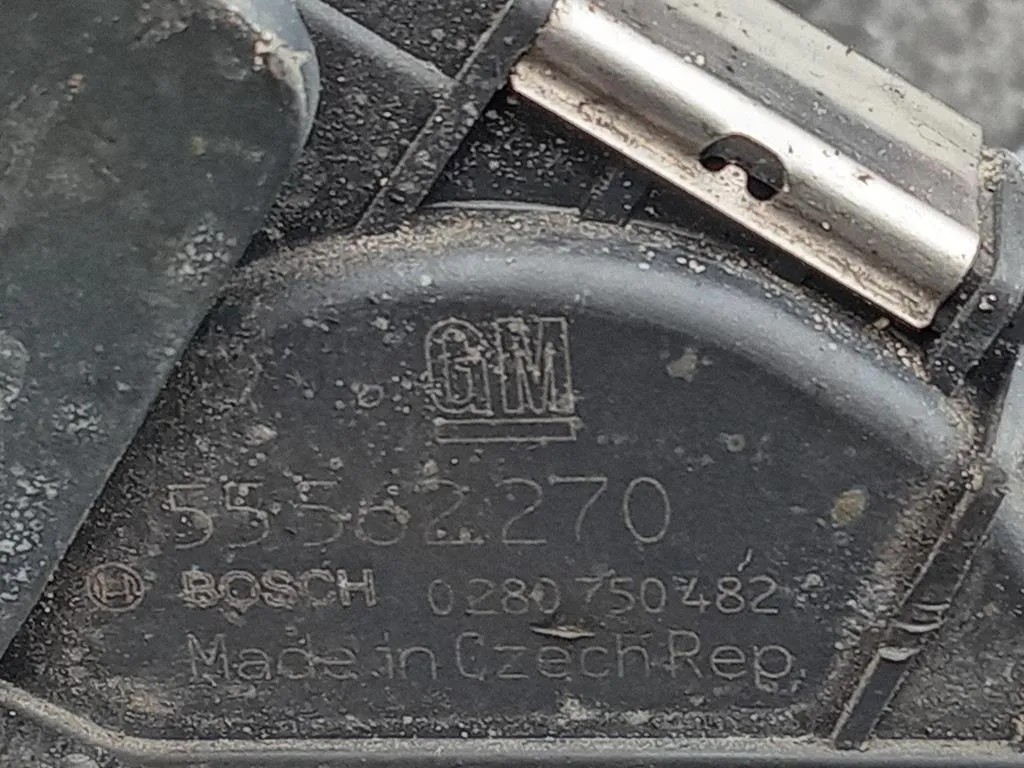 GM
55562270
BOSCH 0280 750 482
Made in Czech Rep.